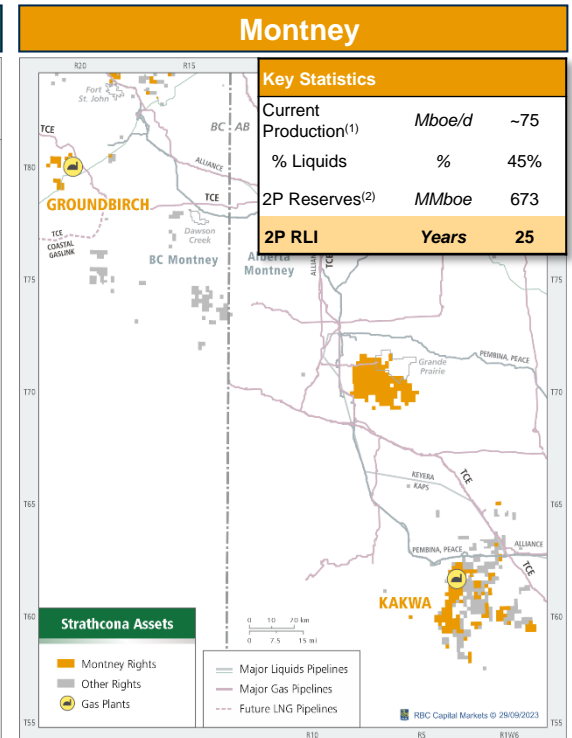 Montney
R20 R15
Key Statistics
Current Production(1) Mboe/d ~75
% Liquids % 45%
2P Reserves(2) MMboe 673
2P RLI Years 25
Fort
St. John
BC AB
TCE
ALLIANCE
T80
GROUNDBIRCH
TCE
Dawson
Creek
TCE
COASTAL
GASLINK
BC Montney
Alberta
Montney
T75
PEMBINA, PEACE
Grande
Prairie
T70
TCE
KEYERA
KAPS
T65
PEMBINA, PEACE
ALLIANCE
TCE
KAKWA
T60
Strathcona Assets
Montney Rights
Other Rights
Gas Plants
0 10 20 km
0 7.5 15 mi
Major Liquids Pipelines
Major Gas Pipelines
Future LNG Pipelines
RBC Capital Markets © 29/09/2023
T55 T55
R10 R5 R1W6